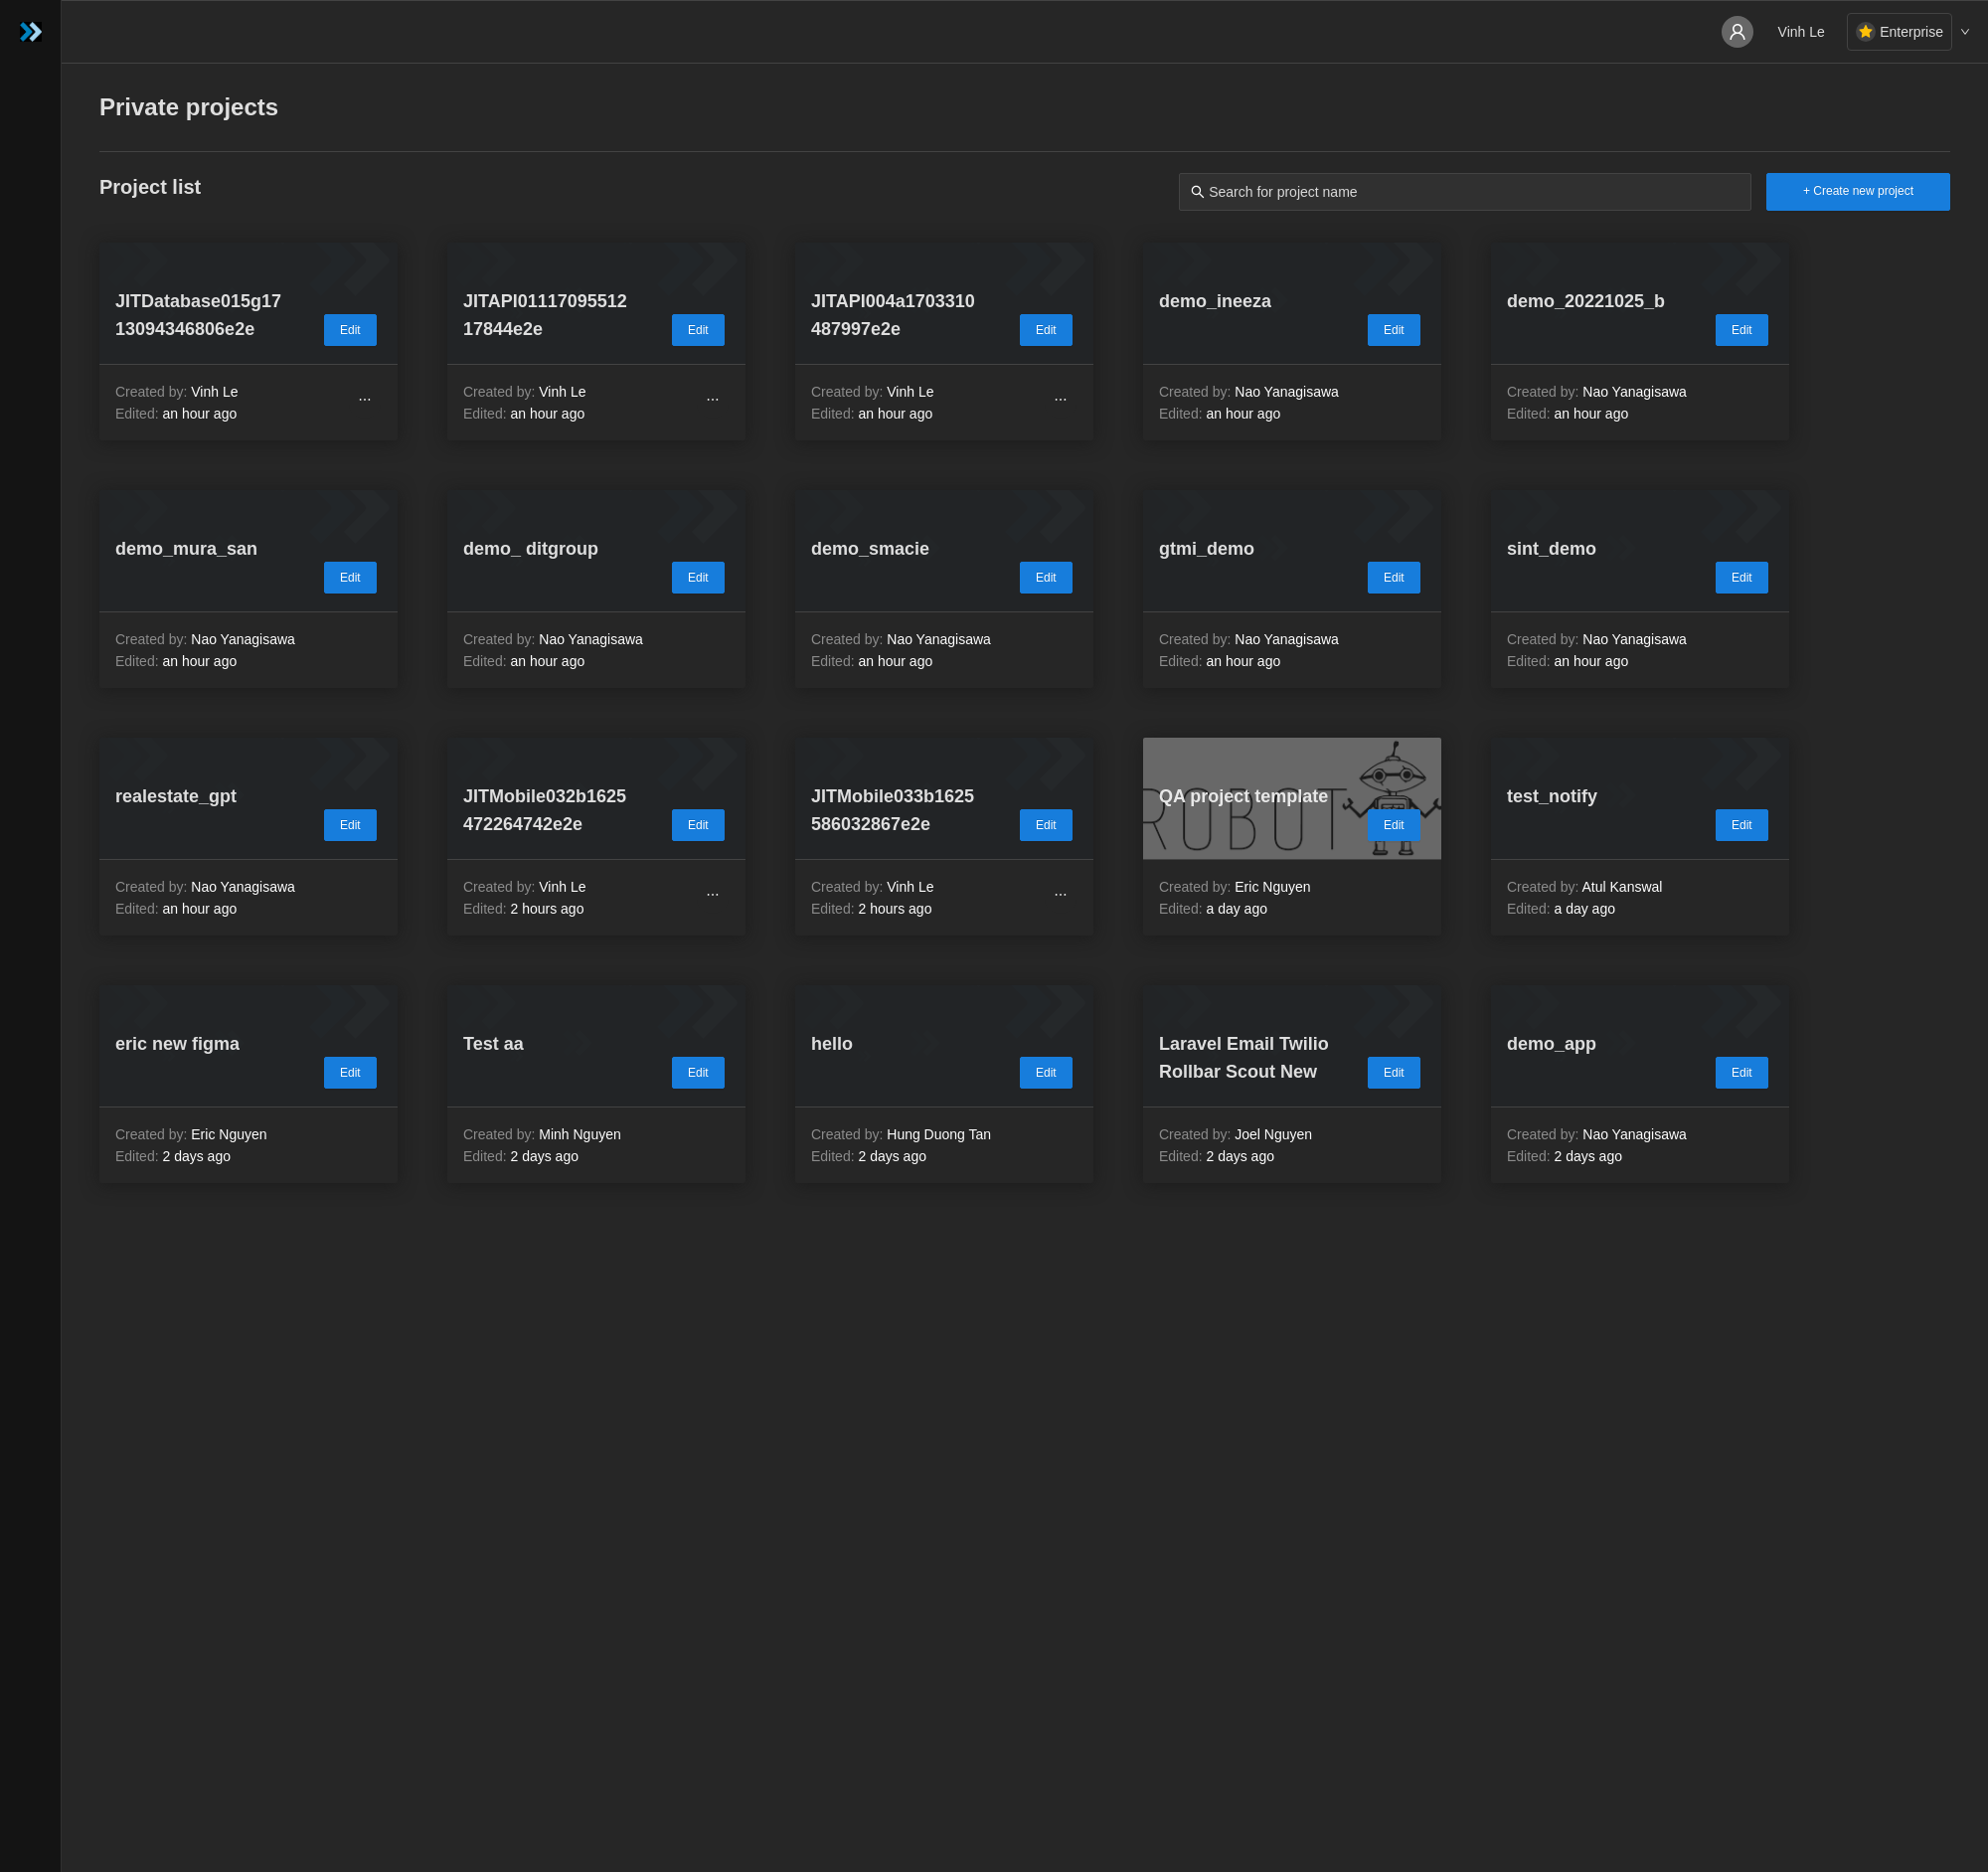 Vinh Le
Enterprise
Private projects
Project list
Search for project name
+ Create new project
JITDatabase015g17
13094346806e2e
Edit
Created by: Vinh Le
...
Edited: an hour ago
JITAPI01117095512
17844e2e
Edit
Created by: Vinh Le
...
Edited: an hour ago
JITAPI004a1703310
487997e2e
Edit
Created by: Vinh Le
...
Edited: an hour ago
demo_ineeza
Edit
Created by: Nao Yanagisawa
Edited: an hour ago
demo_20221025_b
Edit
Created by: Nao Yanagisawa
Edited: an hour ago
demo_mura_san
Edit
Created by: Nao Yanagisawa
Edited: an hour ago
demo_ ditgroup
Edit
Created by: Nao Yanagisawa
Edited: an hour ago
demo_smacie
Edit
Created by: Nao Yanagisawa
Edited: an hour ago
gtmi_demo
Edit
Created by: Nao Yanagisawa
Edited: an hour ago
sint_demo
Edit
Created by: Nao Yanagisawa
Edited: an hour ago
realestate_gpt
Edit
Created by: Nao Yanagisawa
Edited: an hour ago
JITMobile032b1625
472264742e2e
Edit
Created by: Vinh Le
...
Edited: 2 hours ago
JITMobile033b1625
586032867e2e
Edit
Created by: Vinh Le
...
Edited: 2 hours ago
QA project template
ROBOT
Edit
Created by: Eric Nguyen
Edited: a day ago
test_notify
Edit
Created by: Atul Kanswal
Edited: a day ago
eric new figma
Edit
Created by: Eric Nguyen
Edited: 2 days ago
Test aa
Edit
Created by: Minh Nguyen
Edited: 2 days ago
hello
Edit
Created by: Hung Duong Tan
Edited: 2 days ago
Laravel Email Twilio
Rollbar Scout New
Edit
Created by: Joel Nguyen
Edited: 2 days ago
demo_app
Edit
Created by: Nao Yanagisawa
Edited: 2 days ago